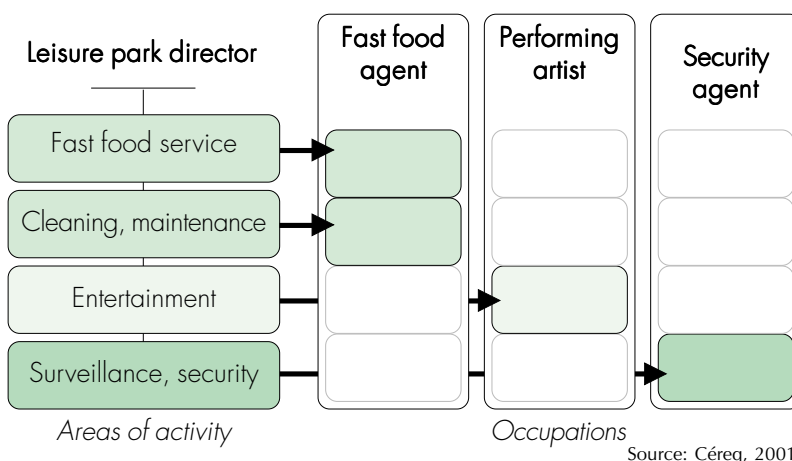 Leisure park director
Fast food
agent
Performing
artist
Security
agent
Fast food service
Cleaning, maintenance
Entertainment
Surveillance, security
Areas of activity
Occupations
Source: Céreq, 2001